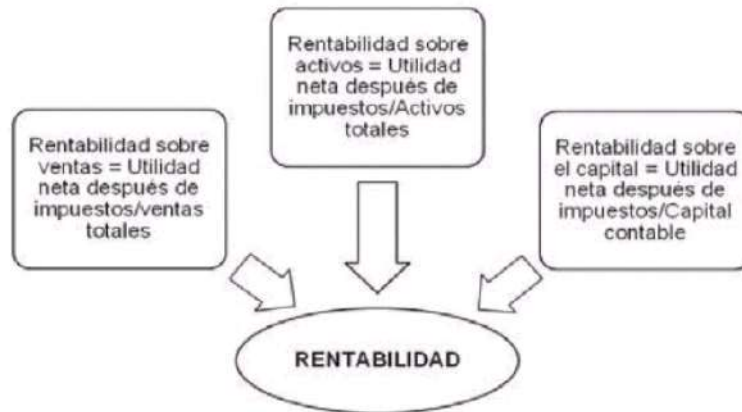 Rentabilidad sobre
activos = Utilidad
neta después de
impuestos/Activos
totales
Rentabilidad sobre
ventas = Utilidad
neta después de
impuestos/ventas
totales
Rentabilidad sobre
el capital = Utilidad
neta después de
impuestos/Capital
contable
RENTABILIDAD